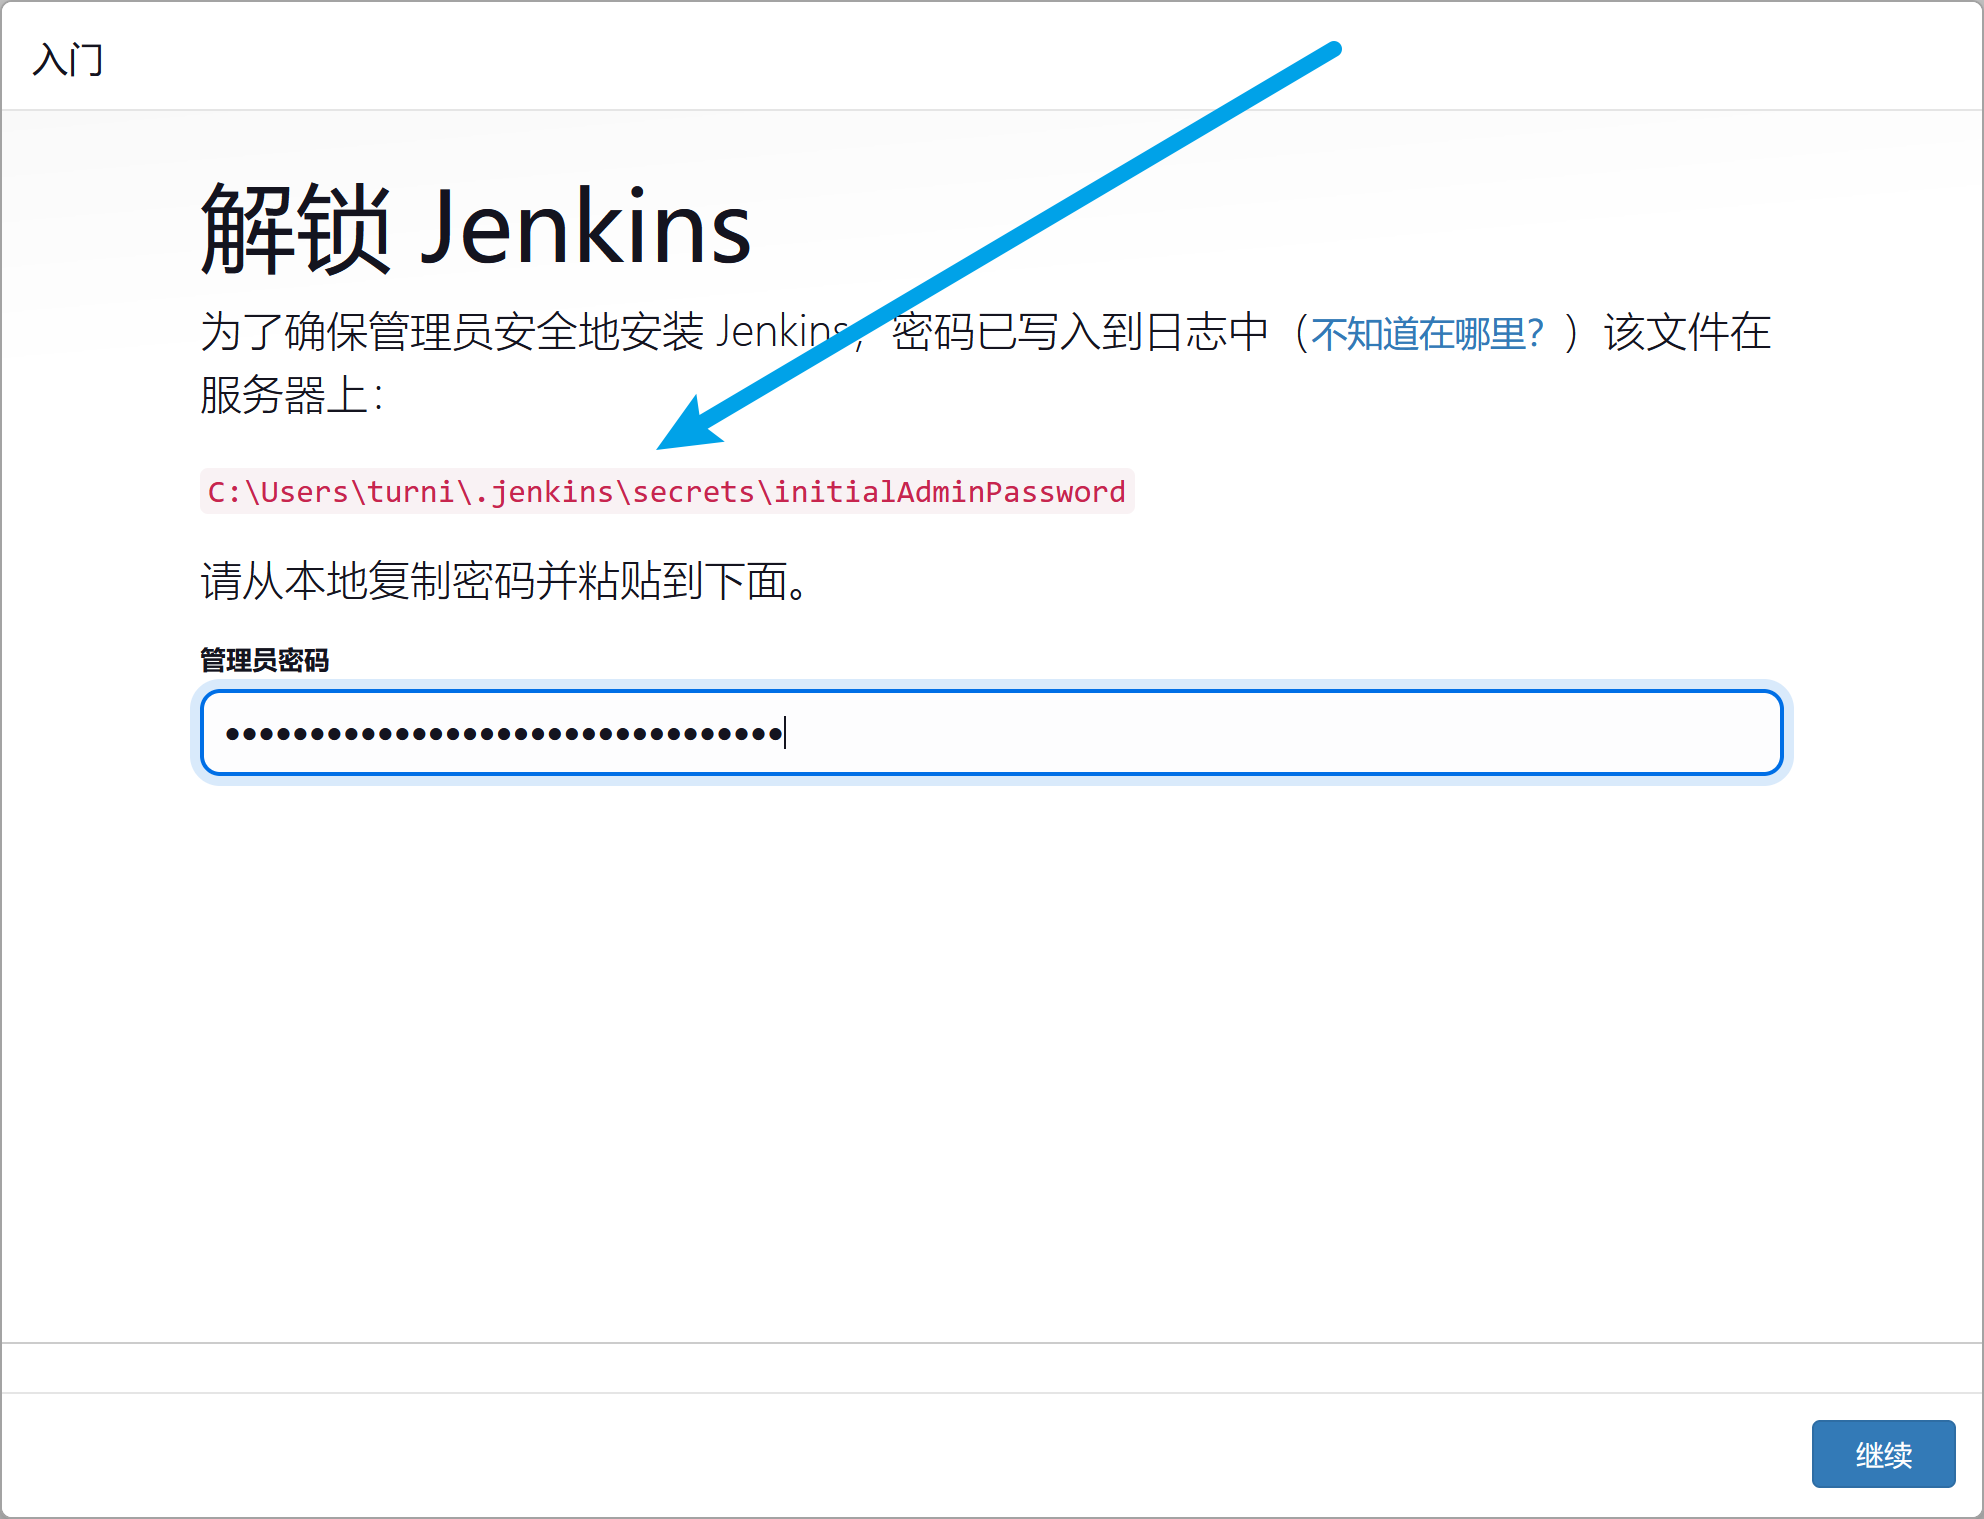 入门
解锁 Jenkins
为了确保管理员安全地安装 Jenkins，密码已写入到日志中（不知道在哪里？）该文件在
服务器上：
C:\Users\turni\.jenkins\secrets\initialAdminPassword
请从本地复制密码并粘贴到下面。
管理员密码
•••••••••••••••••••••••••••••••••
继续